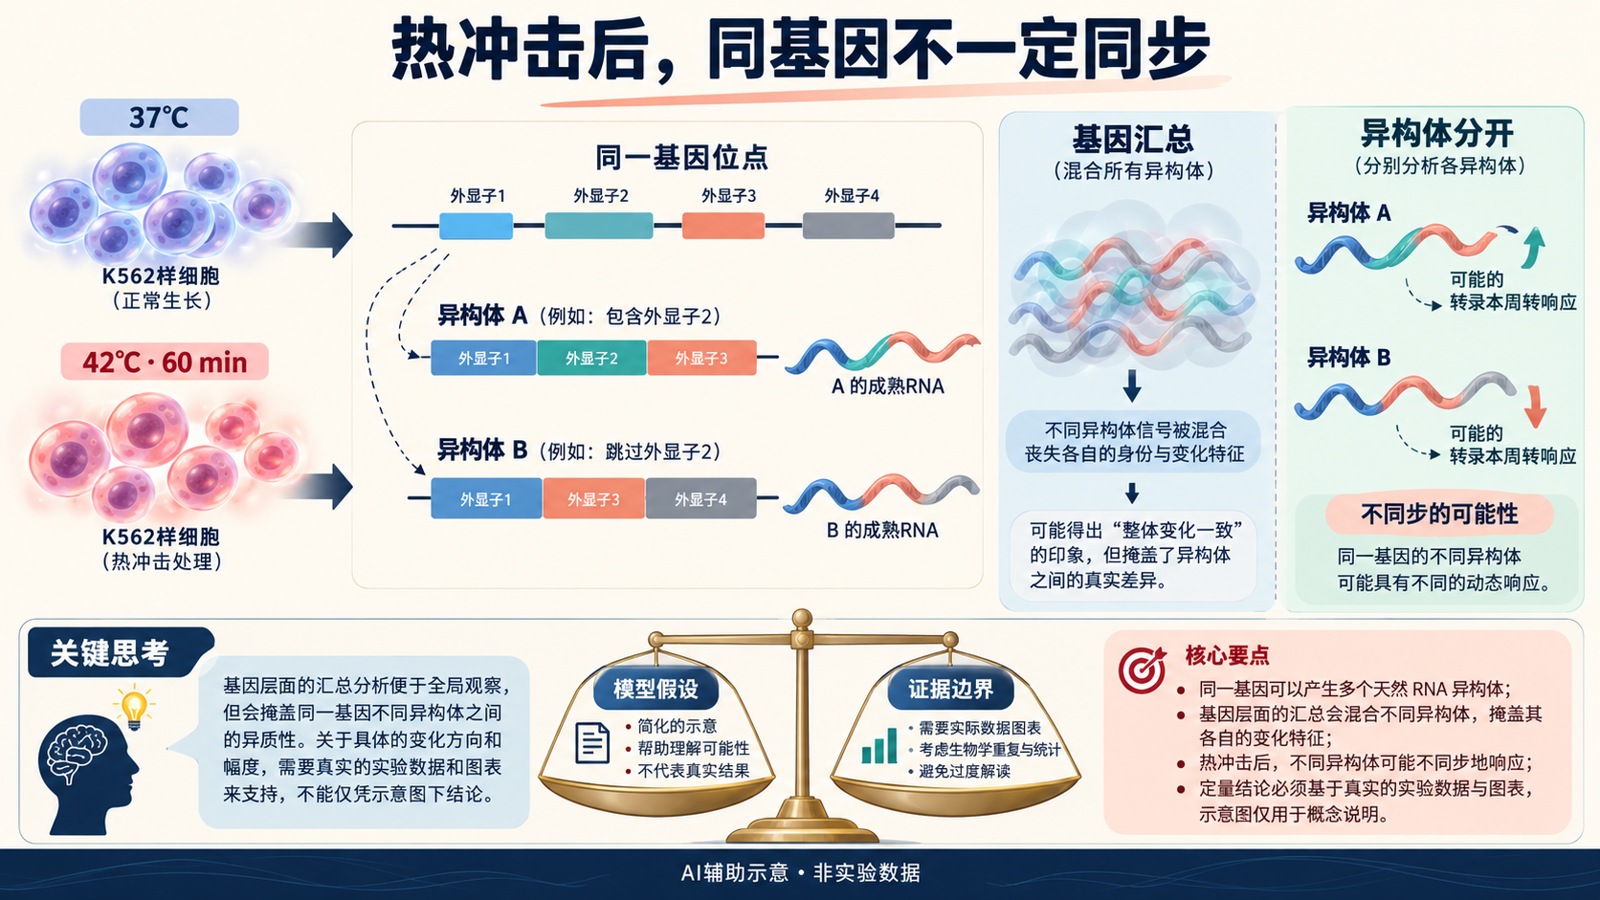 热冲击后，同基因不一定同步
37℃
K562样细胞
（正常生长）
42℃ · 60 min
K562样细胞
（热冲击处理）
同一基因位点
外显子1
外显子2
外显子3
外显子4
异构体 A（例如：包含外显子2）
外显子1
外显子2
外显子3
A 的成熟RNA
异构体 B（例如：跳过外显子2）
外显子1
外显子3
外显子4
B 的成熟RNA
基因汇总
（混合所有异构体）
不同异构体信号被混合
丧失各自的身份与变化特征
可能得出“整体变化一致”
的印象，但掩盖了异构体
之间的真实差异。
异构体分开
（分别分析各异构体）
异构体 A
可能的
转录本周转响应
异构体 B
可能的
转录本周转响应
不同步的可能性
同一基因的不同异构体
可能具有不同的动态响应。
关键思考
基因层面的汇总分析便于全局观察，
但会掩盖同一基因不同异构体之间
的异质性。关于具体的变化方向和
幅度，需要真实的实验数据和图表
来支持，不能仅凭示意图下结论。
模型假设
• 简化的示意
• 帮助理解可能性
• 不代表真实结果
证据边界
• 需要实际数据图表
• 考虑生物学重复与统计
• 避免过度解读
核心要点
• 同一基因可以产生多个天然 RNA 异构体；
• 基因层面的汇总会混合不同异构体，掩盖其
各自的变化特征；
• 热冲击后，不同异构体可能不同步地响应；
• 定量结论必须基于真实的实验数据与图表，
示意图仅用于概念说明。
AI辅助示意 • 非实验数据